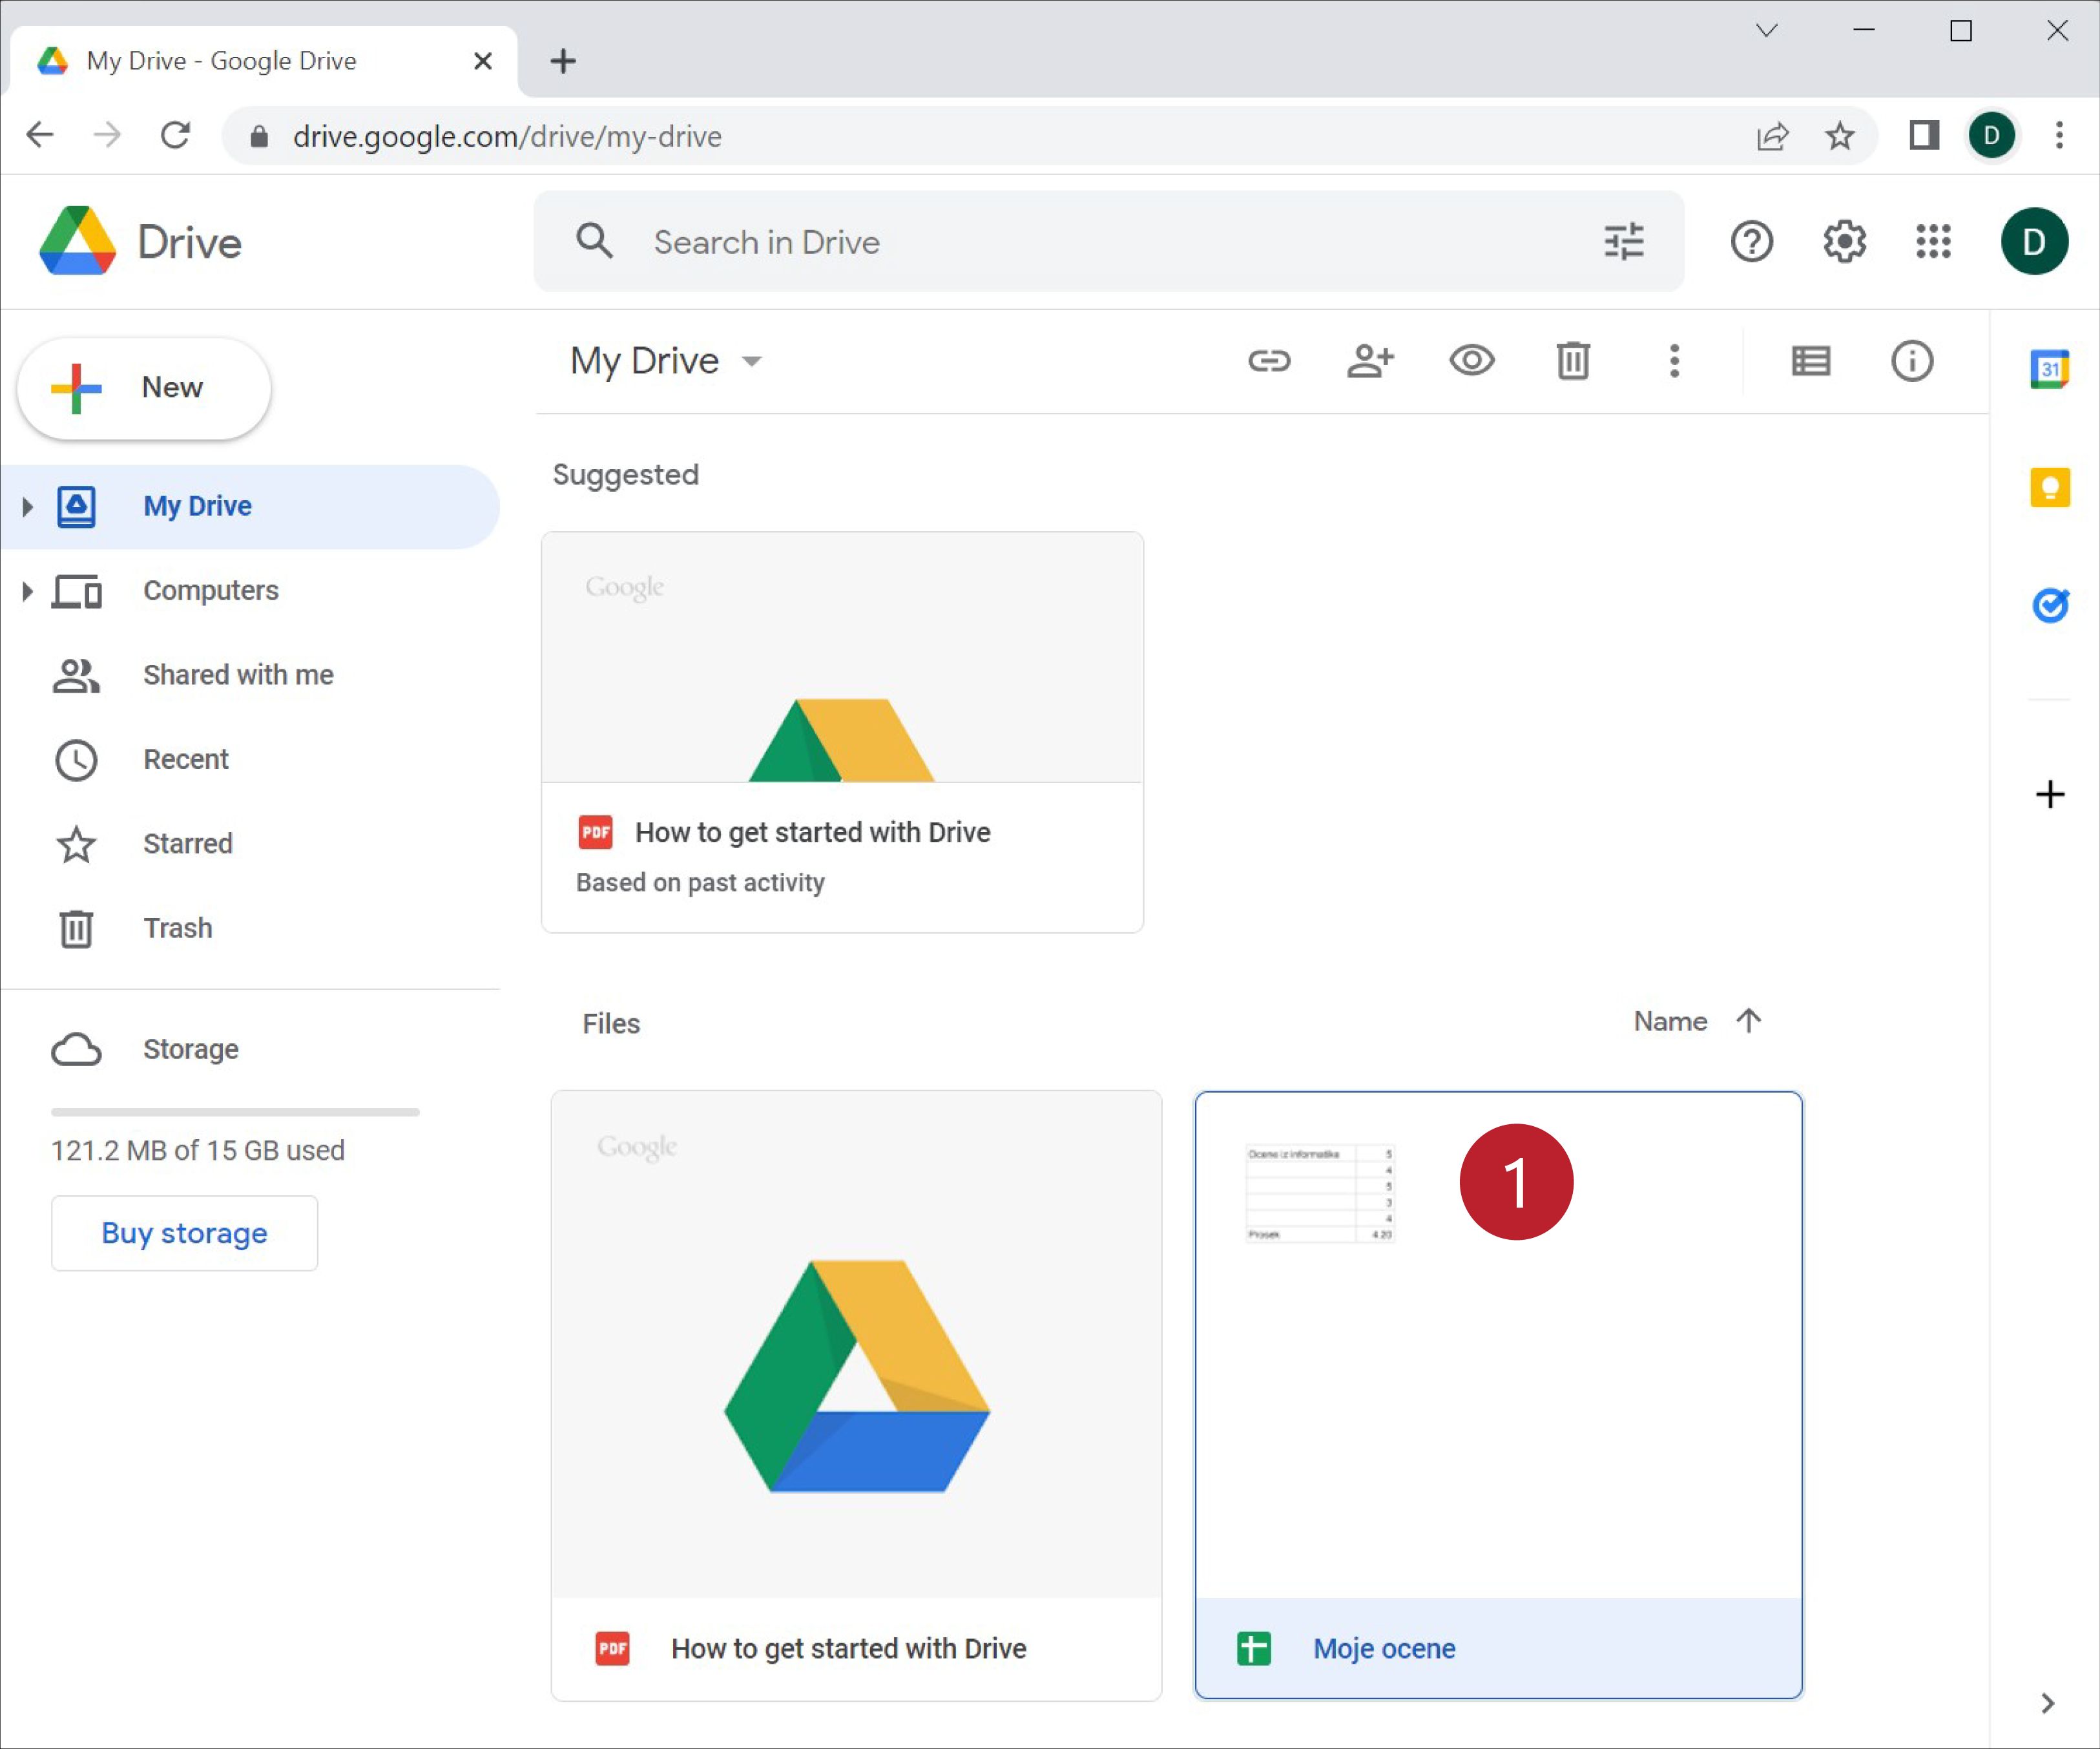 My Drive - Google Drive
drive.google.com/drive/my-drive
D
Drive
Search in Drive
D
New
My Drive
31
Suggested
My Drive
Computers
Shared with me
Recent
Starred
Trash
Google
PDF How to get started with Drive
Based on past activity
Storage
121.2 MB of 15 GB used
Buy storage
Files
Name
Google
Ocene iz informatike 5
4
5
3
4
Prosek 4.20
1
PDF How to get started with Drive
Moje ocene